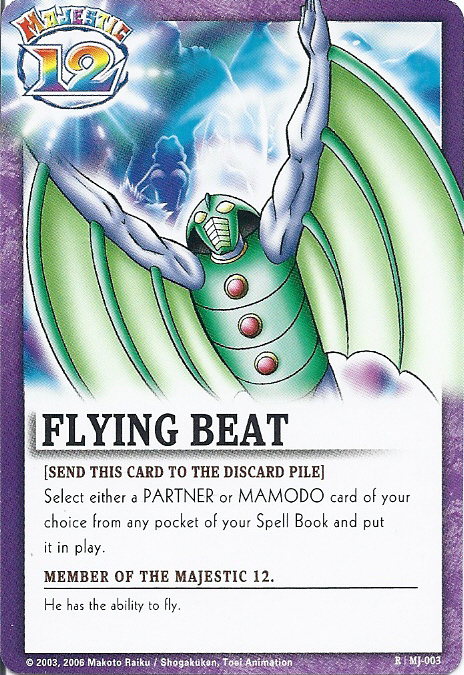 MAJESTIC
12
FLYING BEAT
[SEND THIS CARD TO THE DISCARD PILE]
Select either a PARTNER or MAMODO card of your
choice from any pocket of your Spell Book and put
it in play.
MEMBER OF THE MAJESTIC 12.
He has the ability to fly.
© 2003, 2006 Makoto Raiku / Shogakukan, Toei Animation
R | MJ-003